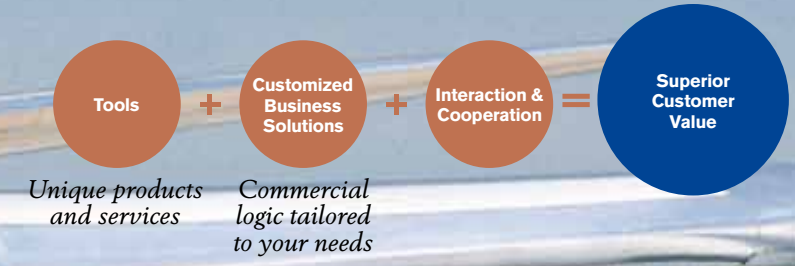 Tools
+
Customized
Business
Solutions
+
Interaction &
Cooperation
=
Superior
Customer
Value
Unique products
and services
Commercial
logic tailored
to your needs